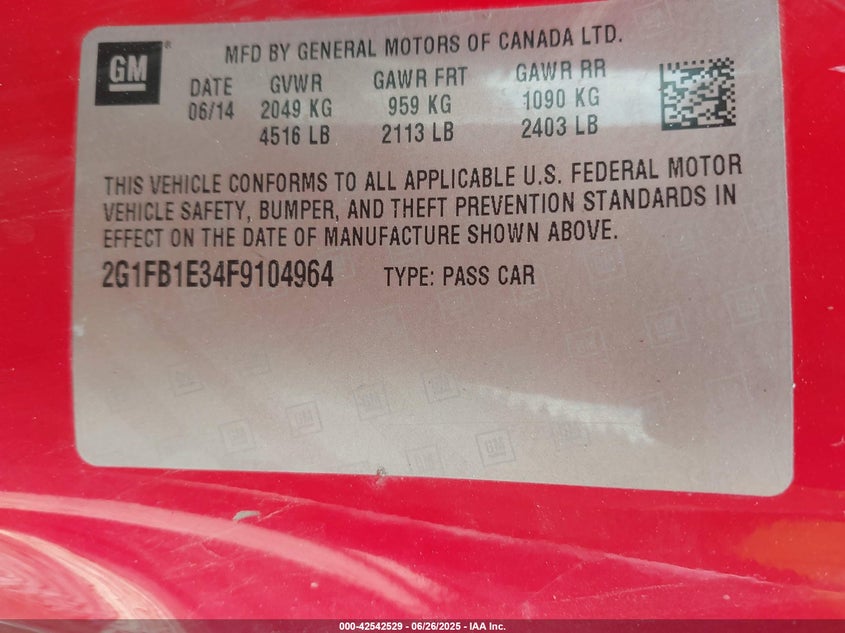 GM®
MFD BY GENERAL MOTORS OF CANADA LTD.
DATE GVWR GAWR FRT GAWR RR
06/14 2049 KG 959 KG 1090 KG
4516 LB 2113 LB 2403 LB
THIS VEHICLE CONFORMS TO ALL APPLICABLE U.S. FEDERAL MOTOR
VEHICLE SAFETY, BUMPER, AND THEFT PREVENTION STANDARDS IN
EFFECT ON THE DATE OF MANUFACTURE SHOWN ABOVE.
2G1FB1E34F9104964 TYPE: PASS CAR
000-42542529 - 06/26/2025 - IAA Inc.